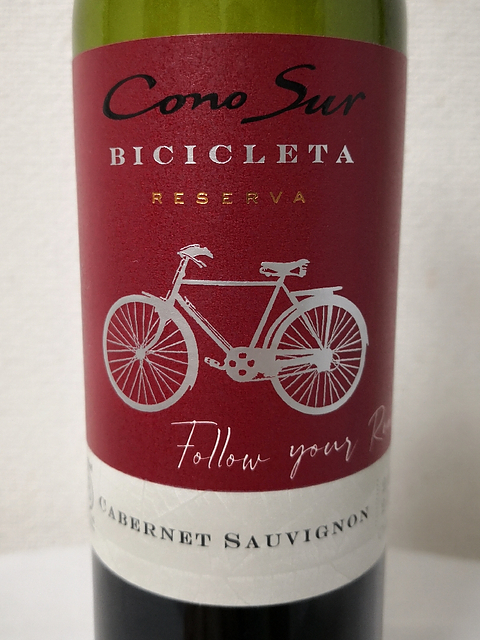 Cono Sur
BICICLETA
RESERVA
Follow your
CABERNET SAUVIGNON